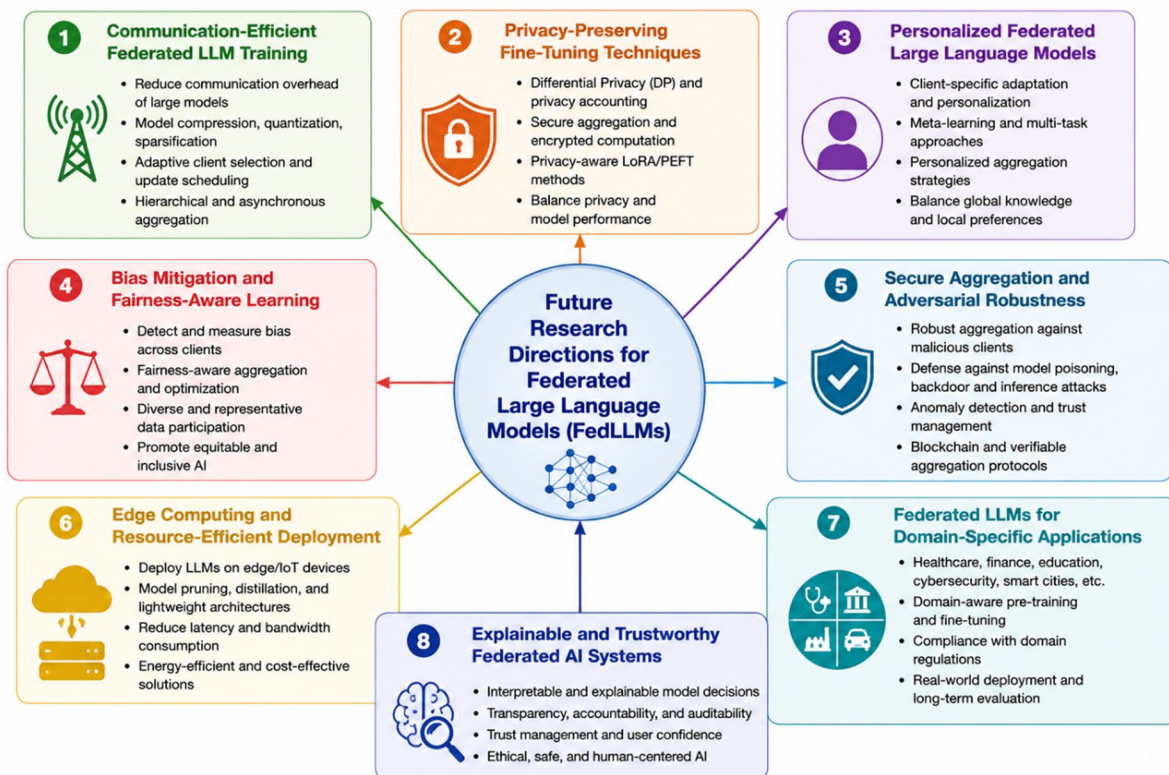 1
Communication-Efficient
Federated LLM Training
• Reduce communication overhead
of large models
• Model compression, quantization,
sparsification
• Adaptive client selection and
update scheduling
• Hierarchical and asynchronous
aggregation
2
Privacy-Preserving
Fine-Tuning Techniques
• Differential Privacy (DP) and
privacy accounting
• Secure aggregation and
encrypted computation
• Privacy-aware LoRA/PEFT
methods
• Balance privacy and
model performance
3
Personalized Federated
Large Language Models
• Client-specific adaptation
and personalization
• Meta-learning and multi-task
approaches
• Personalized aggregation
strategies
• Balance global knowledge
and local preferences
4
Bias Mitigation and
Fairness-Aware Learning
• Detect and measure bias
across clients
• Fairness-aware aggregation
and optimization
• Diverse and representative
data participation
• Promote equitable and
inclusive AI
Future
Research
Directions for
Federated
Large Language
Models (FedLLMs)
5
Secure Aggregation and
Adversarial Robustness
• Robust aggregation against
malicious clients
• Defense against model poisoning,
backdoor and inference attacks
• Anomaly detection and trust
management
• Blockchain and verifiable
aggregation protocols
6
Edge Computing and
Resource-Efficient Deployment
• Deploy LLMs on edge/IoT devices
• Model pruning, distillation, and
lightweight architectures
• Reduce latency and bandwidth
consumption
• Energy-efficient and cost-effective
solutions
7
Federated LLMs for
Domain-Specific Applications
• Healthcare, finance, education,
cybersecurity, smart cities, etc.
• Domain-aware pre-training
and fine-tuning
• Compliance with domain
regulations
• Real-world deployment and
long-term evaluation
8
Explainable and Trustworthy
Federated AI Systems
• Interpretable and explainable model decisions
• Transparency, accountability, and auditability
• Trust management and user confidence
• Ethical, safe, and human-centered AI